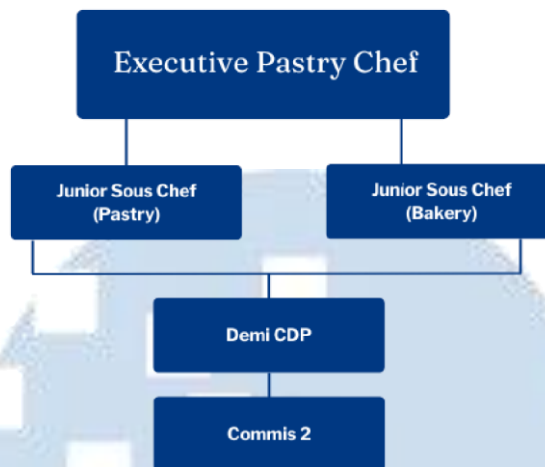 Executive Pastry Chef
Junior Sous Chef
(Pastry)
Junior Sous Chef
(Bakery)
Demi CDP
Commis 2